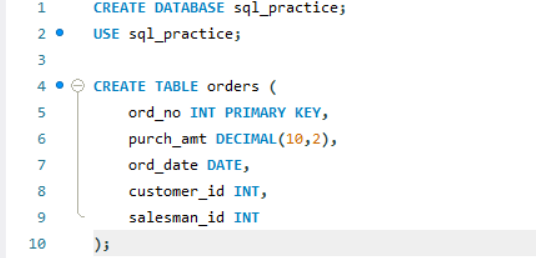 1 CREATE DATABASE sql_practice;
2 USE sql_practice;
3
4 CREATE TABLE orders (
5 ord_no INT PRIMARY KEY,
6 purch_amt DECIMAL(10,2),
7 ord_date DATE,
8 customer_id INT,
9 salesman_id INT
10 );